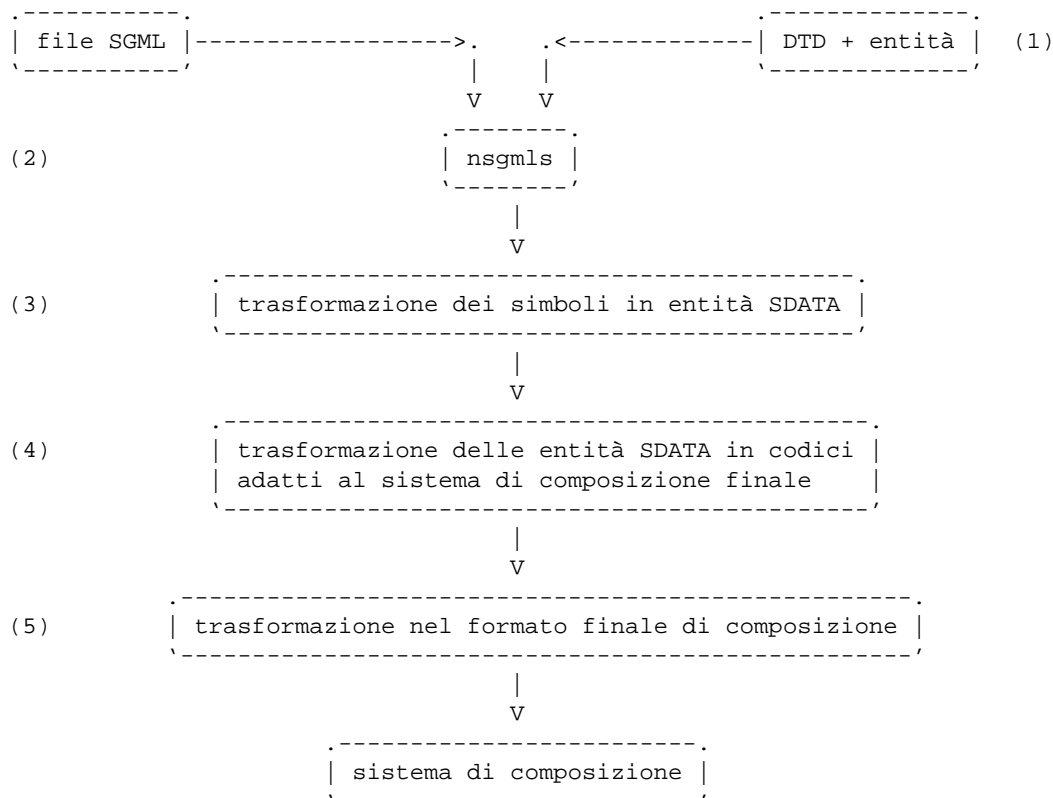 file SGML DTD + entità (1)
(2) nsgmls
(3) trasformazione dei simboli in entità SDATA
(4) trasformazione delle entità SDATA in codici
adatti al sistema di composizione finale
(5) trasformazione nel formato finale di composizione
sistema di composizione